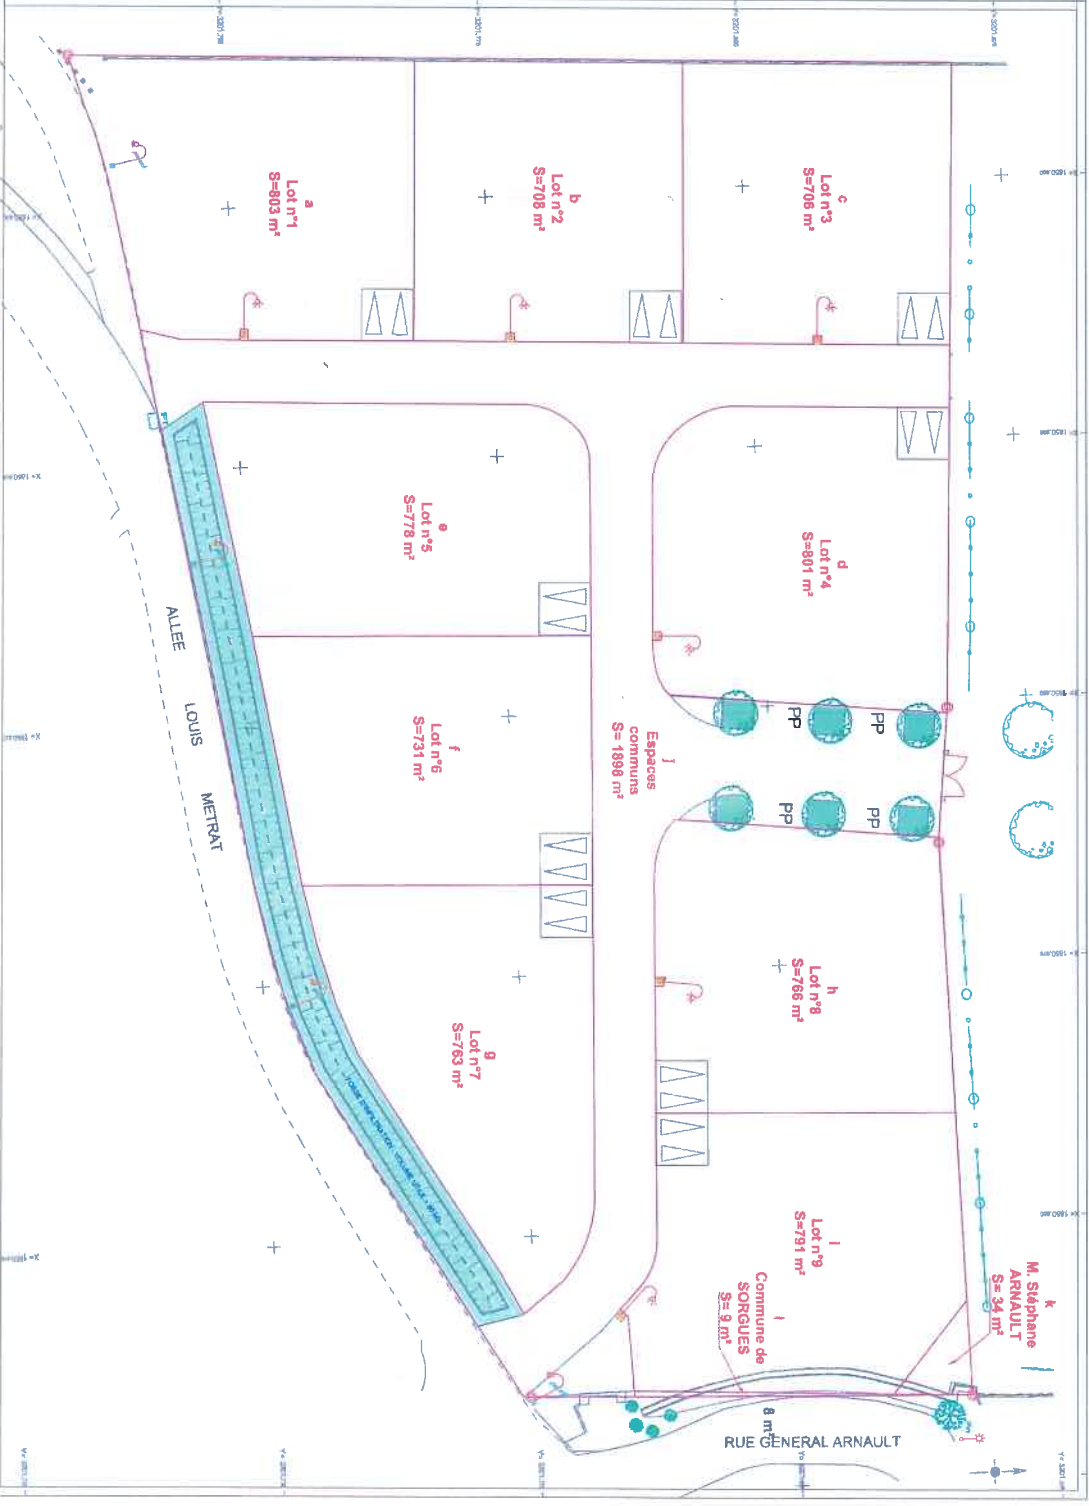 a
Lot n°1
S=803 m²
b
Lot n°2
S=708 m²
c
Lot n°3
S=706 m²
d
Lot n°4
S=801 m²
e
Lot n°5
S=778 m²
f
Lot n°6
S=731 m²
g
Lot n°7
S=763 m²
h
Lot n°8
S=766 m²
i
Lot n°9
S=791 m²
j
Espaces
communs
S= 1898 m²
k
M. Stéphane
ARNAULT
S= 34 m²
l
Commune de
SORGUES
S= 9 m²
PP
PP
PP
PP
8 m
ALLEE
LOUIS
METRAT
RUE GENERAL ARNAULT